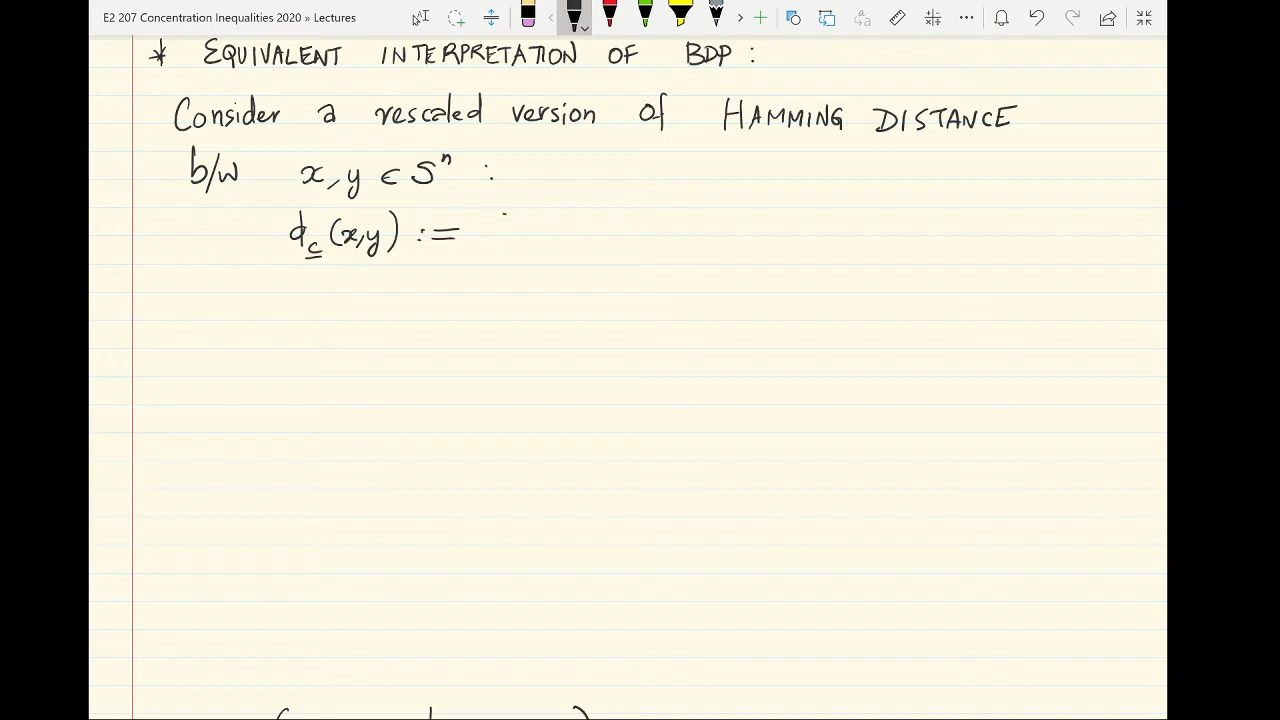 E2 207 Concentration Inequalities 2020 » Lectures
* EQUIVALENT INTERPRETATION OF BDP :
Consider a rescaled version of HAMMING DISTANCE
b/w x, y ∈ S^n :
d_c (x,y) :=